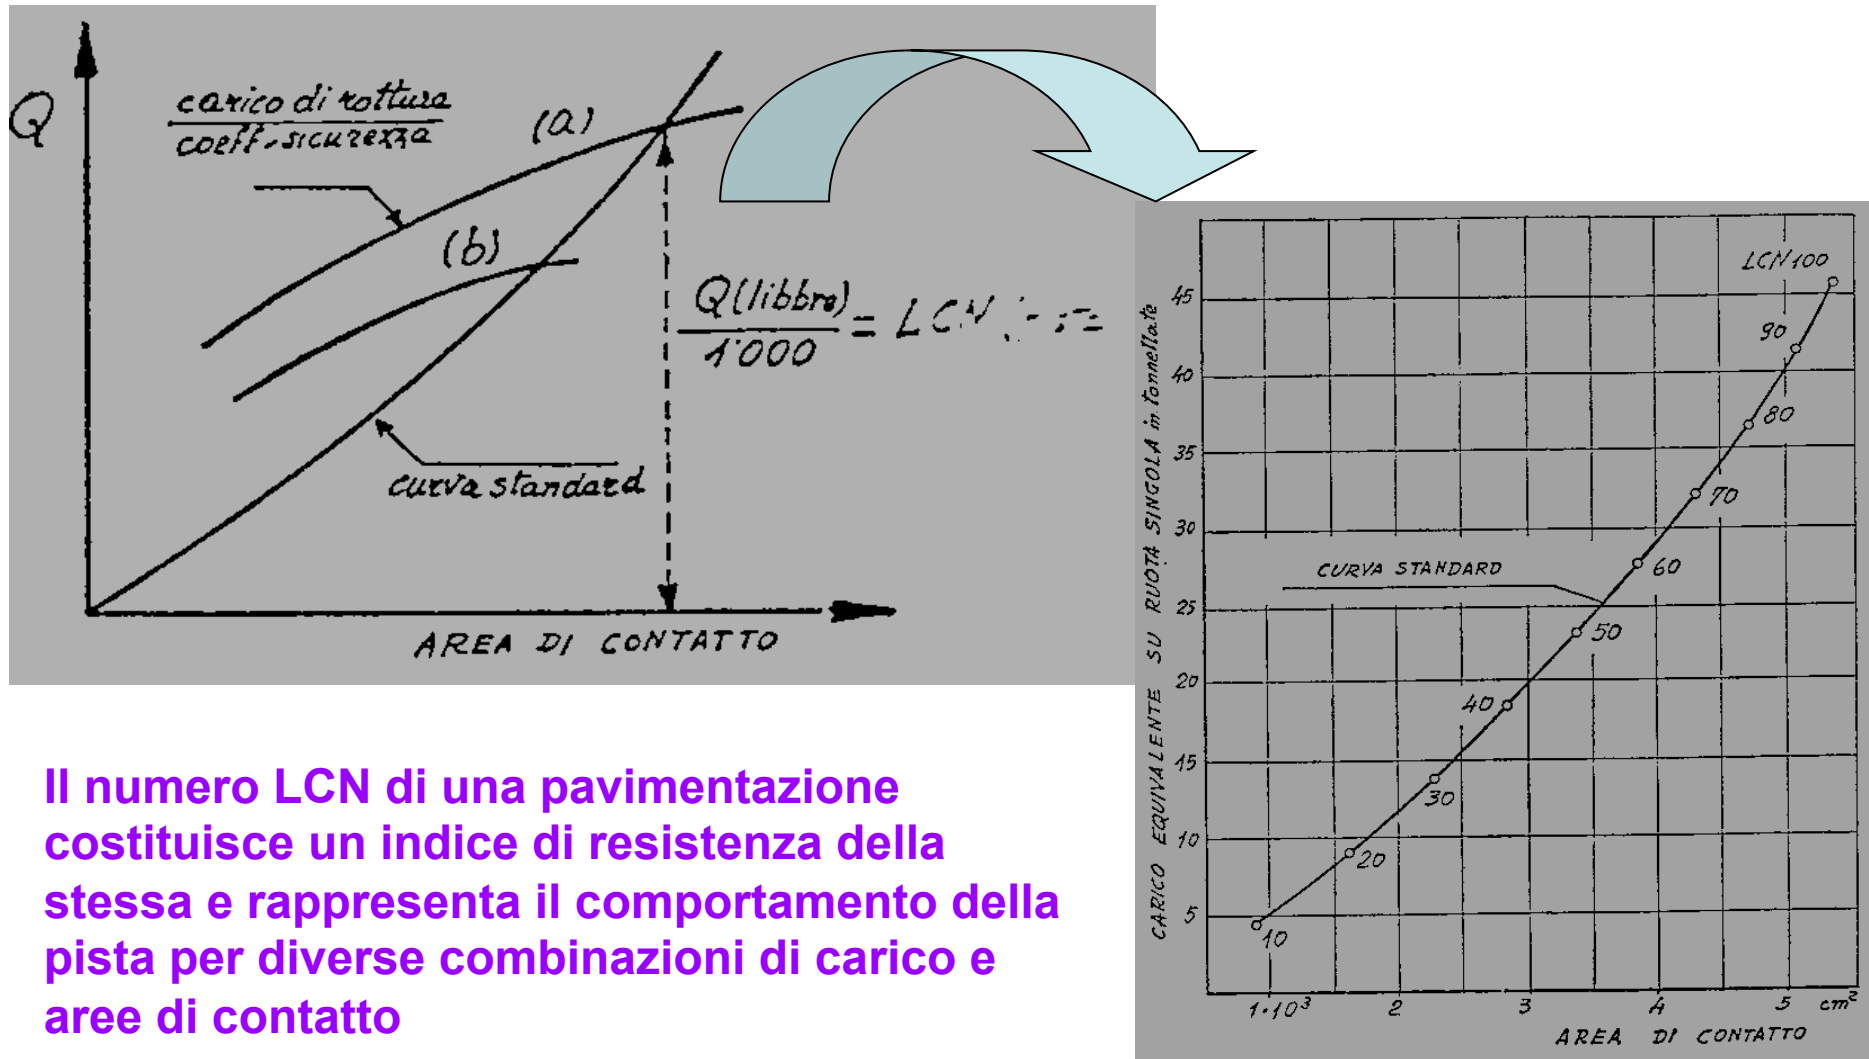 Q
carico di rottura
coeff. sicurezza
(a)
(b)
Q(libbre)
1'000
= LCN
curva standard
AREA DI CONTATTO
Il numero LCN di una pavimentazione
costituisce un indice di resistenza della
stessa e rappresenta il comportamento della
pista per diverse combinazioni di carico e
aree di contatto
CARICO EQUIVALENTE SU RUOTA SINGOLA in tonnellate
LCN 100
45
90
40
80
35
70
30
CURVA STANDARD
60
25
50
20
40
15
30
10
20
5
10
1·10³
2
3
4
5
cm²
AREA DI CONTATTO